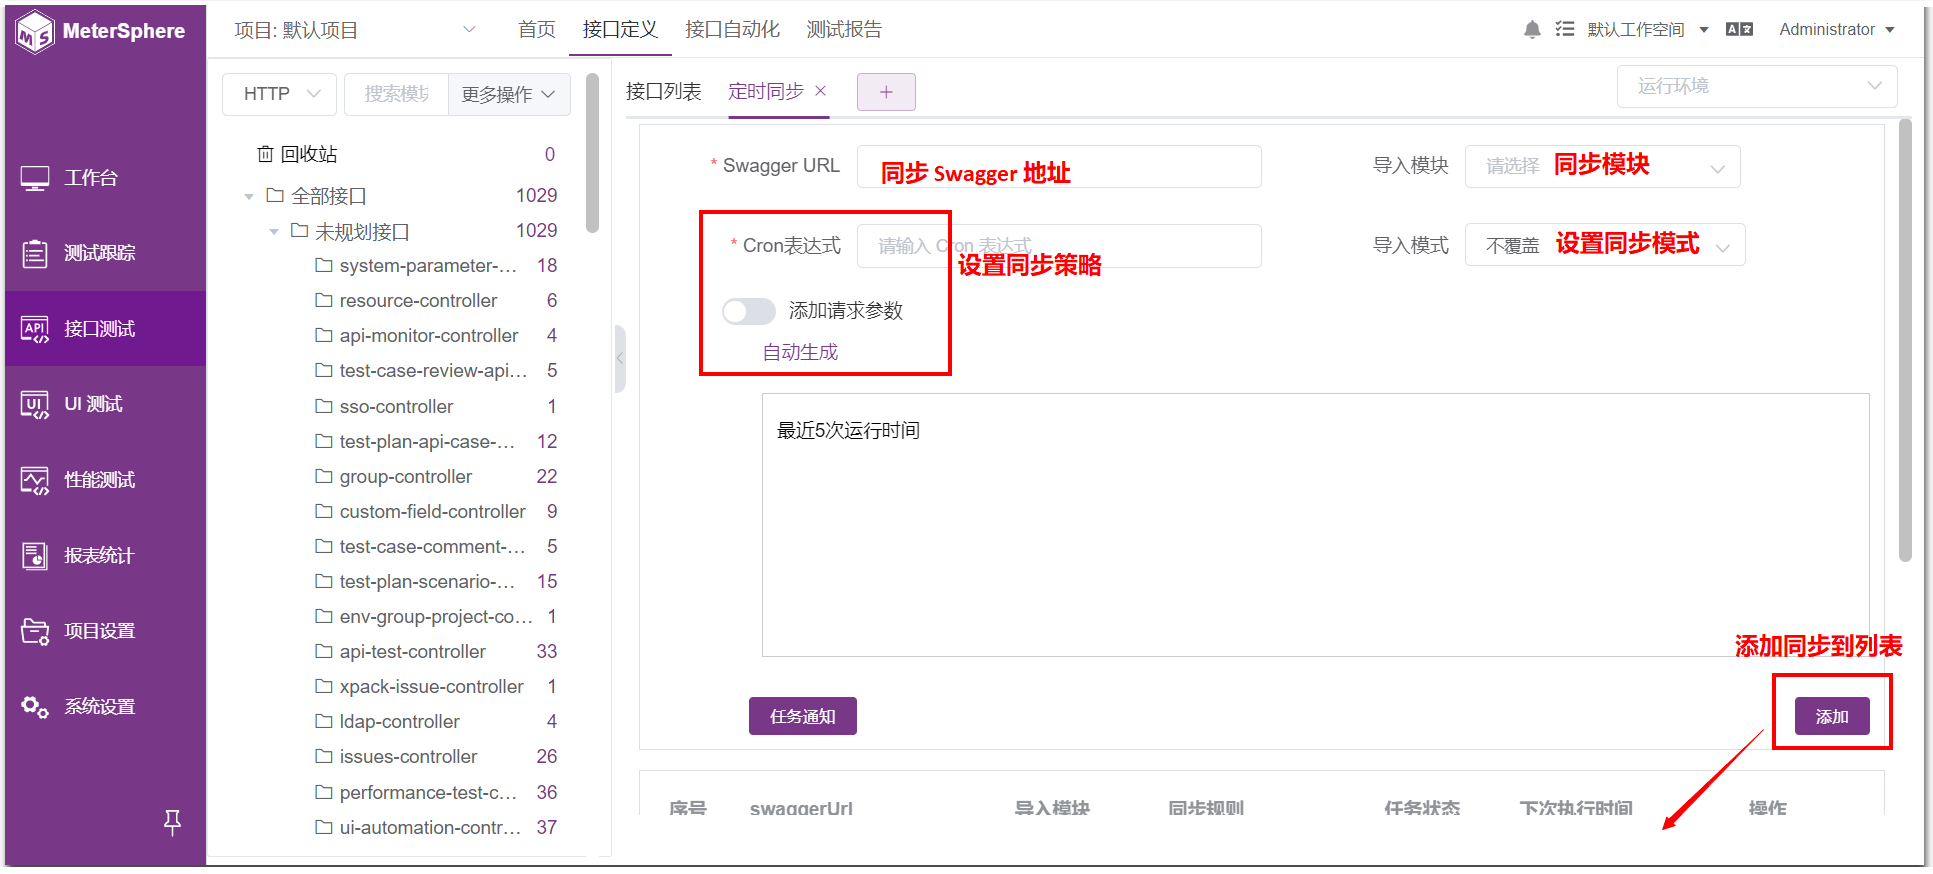 MeterSphere
项目: 默认项目
首页
接口定义
接口自动化
测试报告
默认工作空间
Administrator
工作台
测试跟踪
API
接口测试
UI
UI 测试
性能测试
报表统计
项目设置
系统设置
HTTP
搜索模块
更多操作
回收站 0
全部接口 1029
未规划接口 1029
system-parameter-... 18
resource-controller 6
api-monitor-controller 4
test-case-review-api... 5
sso-controller 1
test-plan-api-case-... 12
group-controller 22
custom-field-controller 9
test-case-comment-... 5
test-plan-scenario-... 15
env-group-project-co... 1
api-test-controller 33
xpack-issue-controller 1
ldap-controller 4
issues-controller 26
performance-test-c... 36
ui-automation-contr... 37
接口列表
定时同步 ×
+
运行环境
* Swagger URL
同步 Swagger 地址
导入模块
请选择
同步模块
* Cron表达式
请输入 Cron 表达式
设置同步策略
导入模式
不覆盖
设置同步模式
添加请求参数
自动生成
最近5次运行时间
添加同步到列表
任务通知
添加
序号 swaggerUrl 导入模块 同步规则 任务状态 下次执行时间 操作